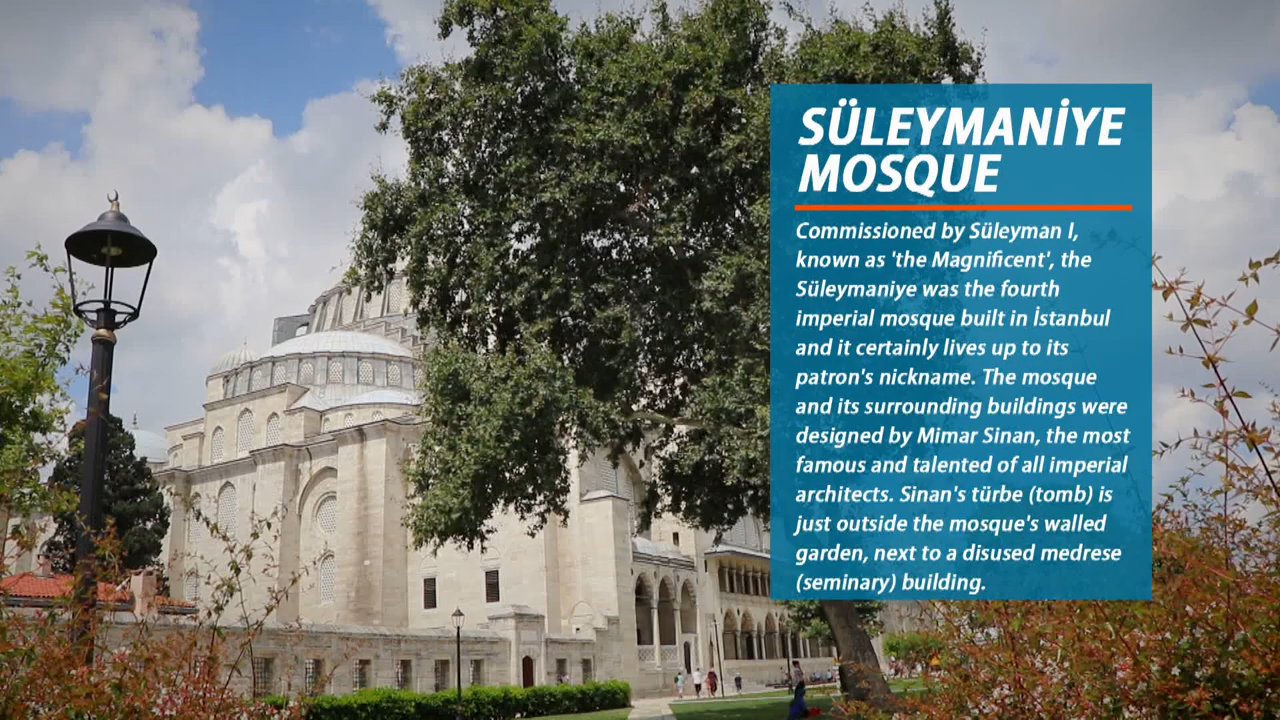 SÜLEYMANİYE
MOSQUE
Commissioned by Süleyman I,
known as 'the Magnificent', the
Süleymaniye was the fourth
imperial mosque built in İstanbul
and it certainly lives up to its
patron's nickname. The mosque
and its surrounding buildings were
designed by Mimar Sinan, the most
famous and talented of all imperial
architects. Sinan's türbe (tomb) is
just outside the mosque's walled
garden, next to a disused medrese
(seminary) building.